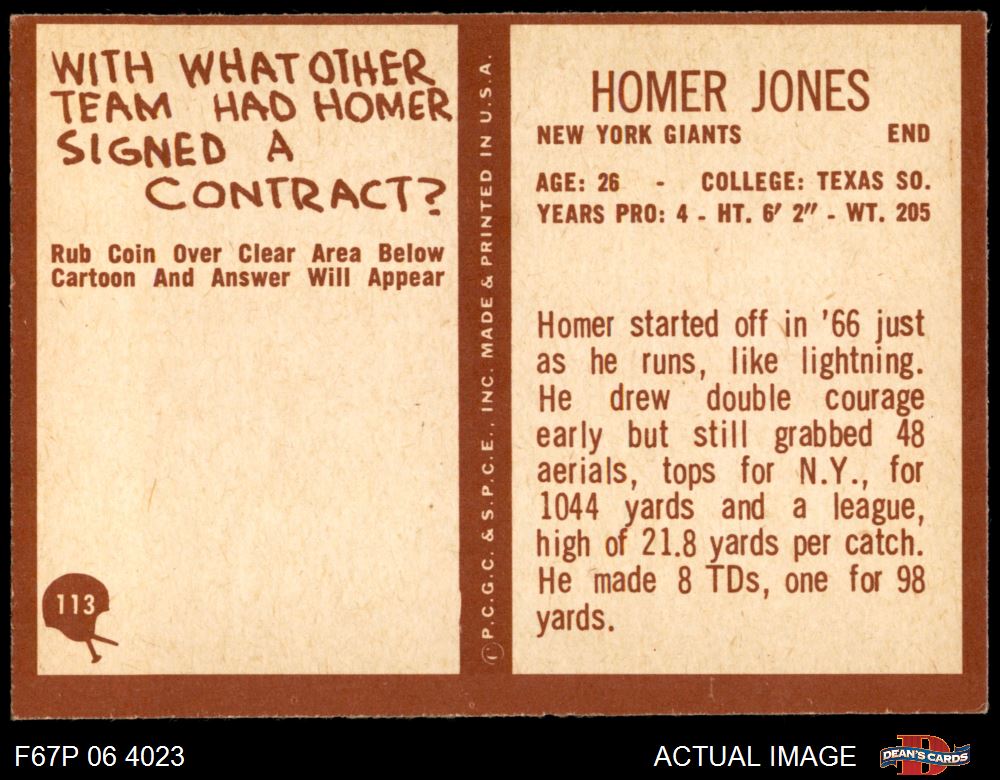 WITH WHAT OTHER
TEAM HAD HOMER
SIGNED A
CONTRACT?
Rub Coin Over Clear Area Below
Cartoon And Answer Will Appear
113
©P.C.G.C. & S.P.C.E., INC. MADE & PRINTED IN U.S.A.
HOMER JONES
NEW YORK GIANTS END
AGE: 26 - COLLEGE: TEXAS SO.
YEARS PRO: 4 - HT. 6′ 2″ - WT. 205
Homer started off in '66 just
as he runs, like lightning.
He drew double courage
early but still grabbed 48
aerials, tops for N.Y., for
1044 yards and a league,
high of 21.8 yards per catch.
He made 8 TDs, one for 98
yards.
F67P 06 4023
ACTUAL IMAGE
D
DEAN'S CARDS